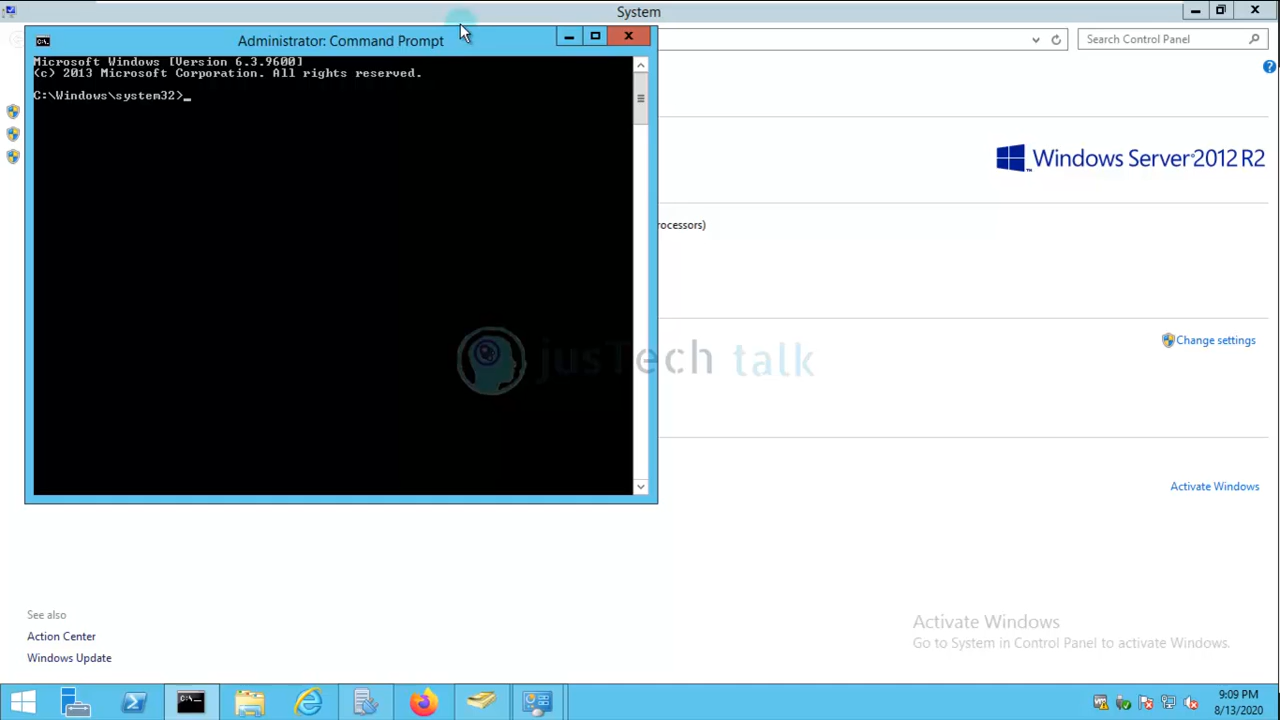 System
Administrator: Command Prompt
Search Control Panel
Microsoft Windows [Version 6.3.9600]
(c) 2013 Microsoft Corporation. All rights reserved.
C:\Windows\system32>_
Windows Server 2012 R2
rocessors)
jusTech talk
Change settings
Activate Windows
See also
Action Center
Windows Update
Activate Windows
Go to System in Control Panel to activate Windows.
9:09 PM
8/13/2020